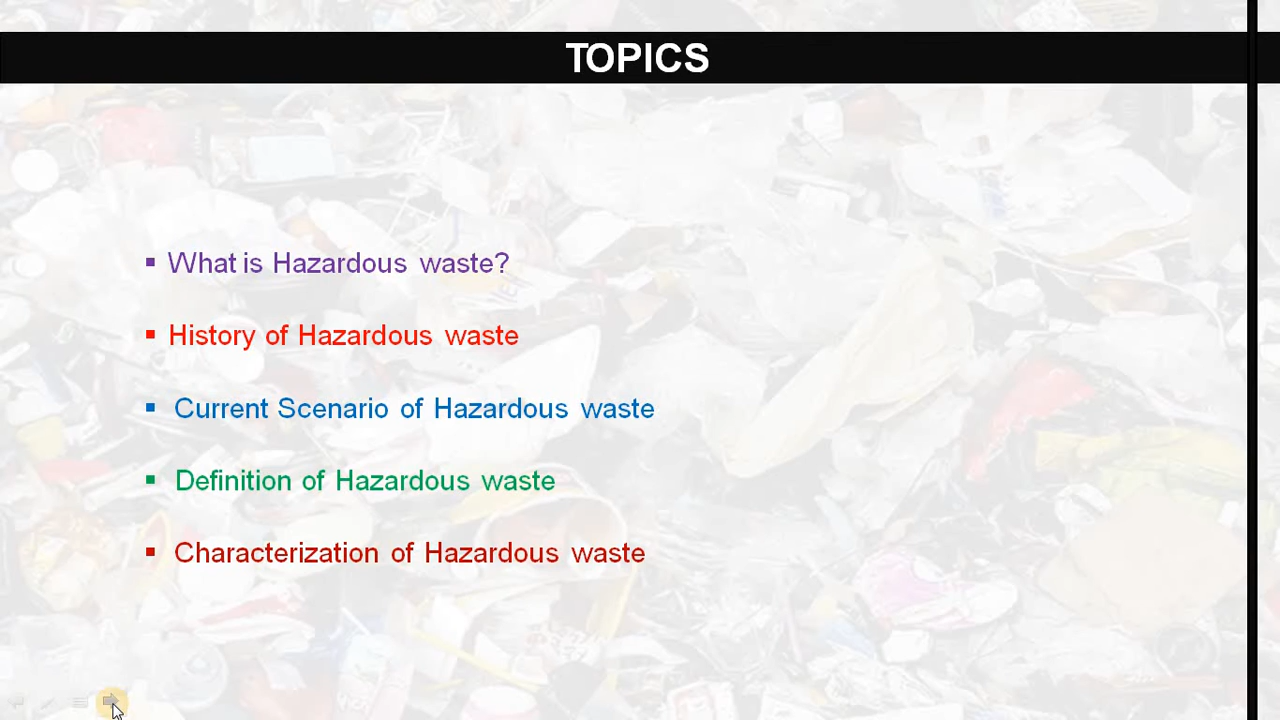 TOPICS
▪ What is Hazardous waste?
▪ History of Hazardous waste
▪ Current Scenario of Hazardous waste
▪ Definition of Hazardous waste
▪ Characterization of Hazardous waste